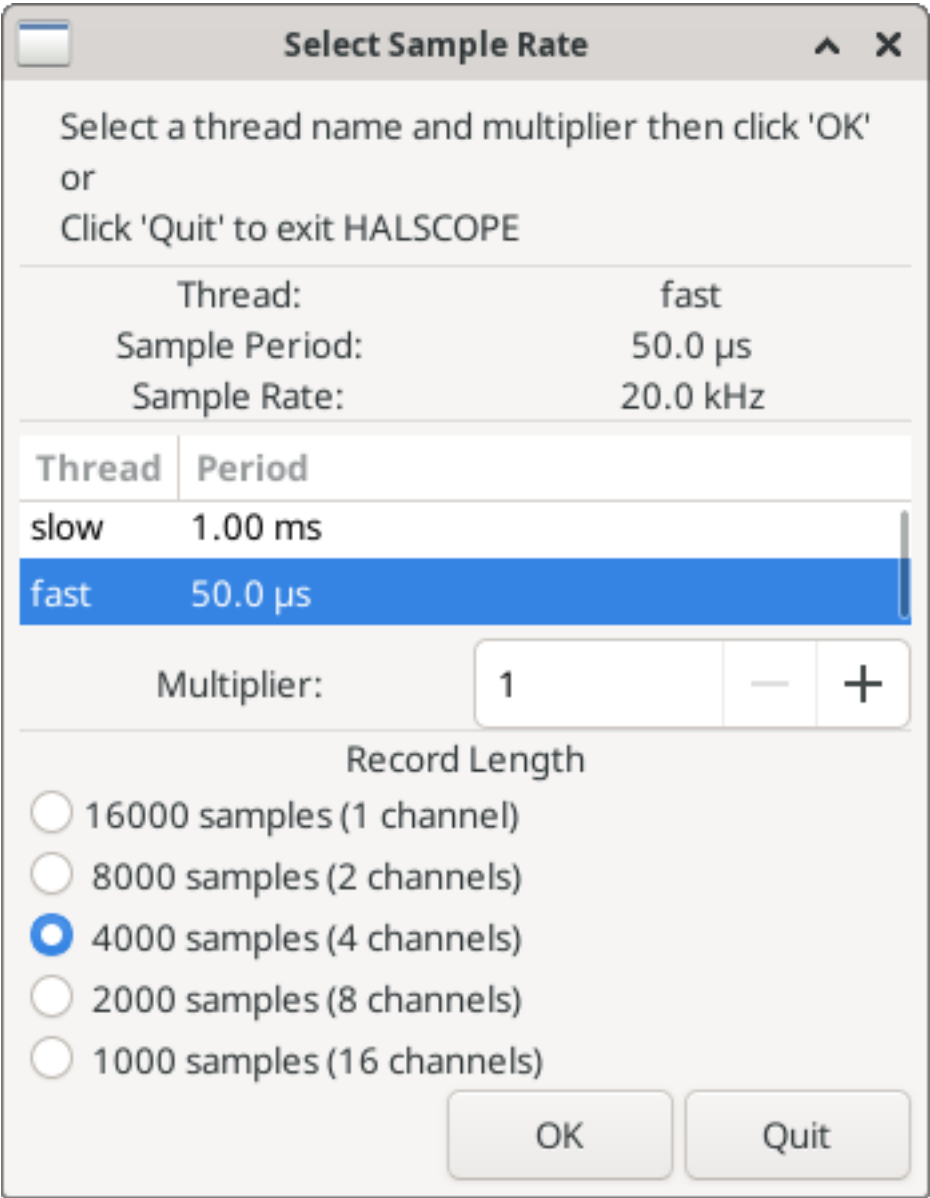 Select Sample Rate
Select a thread name and multiplier then click 'OK'
or
Click 'Quit' to exit HALSCOPE
Thread: fast
Sample Period: 50.0 µs
Sample Rate: 20.0 kHz
Thread Period
slow 1.00 ms
fast 50.0 µs
Multiplier: 1
Record Length
16000 samples (1 channel)
8000 samples (2 channels)
4000 samples (4 channels)
2000 samples (8 channels)
1000 samples (16 channels)
OK Quit